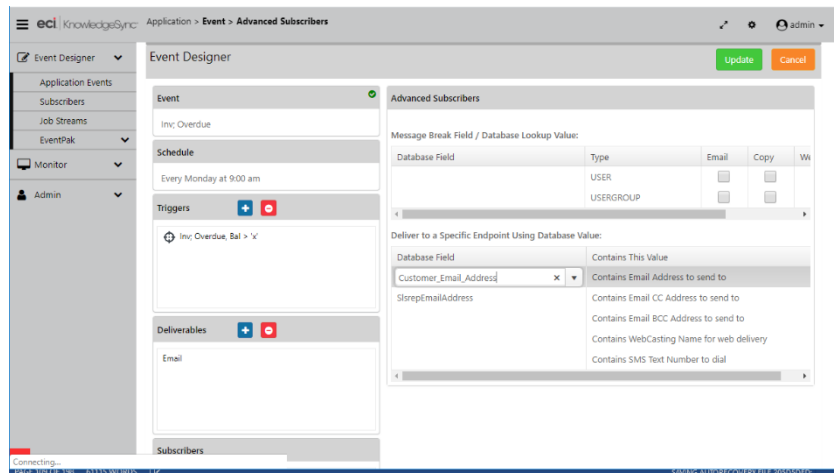 eci KnowledgeSync
Application > Event > Advanced Subscribers
admin
Event Designer
Application Events
Subscribers
Job Streams
EventPak
Monitor
Admin
Event Designer
Update
Cancel
Event
Inv; Overdue
Schedule
Every Monday at 9:00 am
Triggers
Inv; Overdue, Bal > 'x'
Deliverables
Email
Subscribers
Advanced Subscribers
Message Break Field / Database Lookup Value:
Database Field Type Email Copy We
USER
USERGROUP
Deliver to a Specific Endpoint Using Database Value:
Database Field Contains This Value
Customer_Email_Address Contains Email Address to send to
SlsrepEmailAddress Contains Email CC Address to send to
Contains Email BCC Address to send to
Contains WebCasting Name for web delivery
Contains SMS Text Number to dial
Connecting...